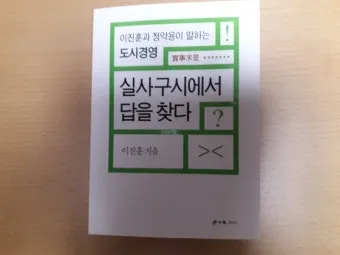 이진훈과 정약용이 말하는
!
도시경영
實事求是
실사구시에서
답을 찾다
?
이진훈 지음
><